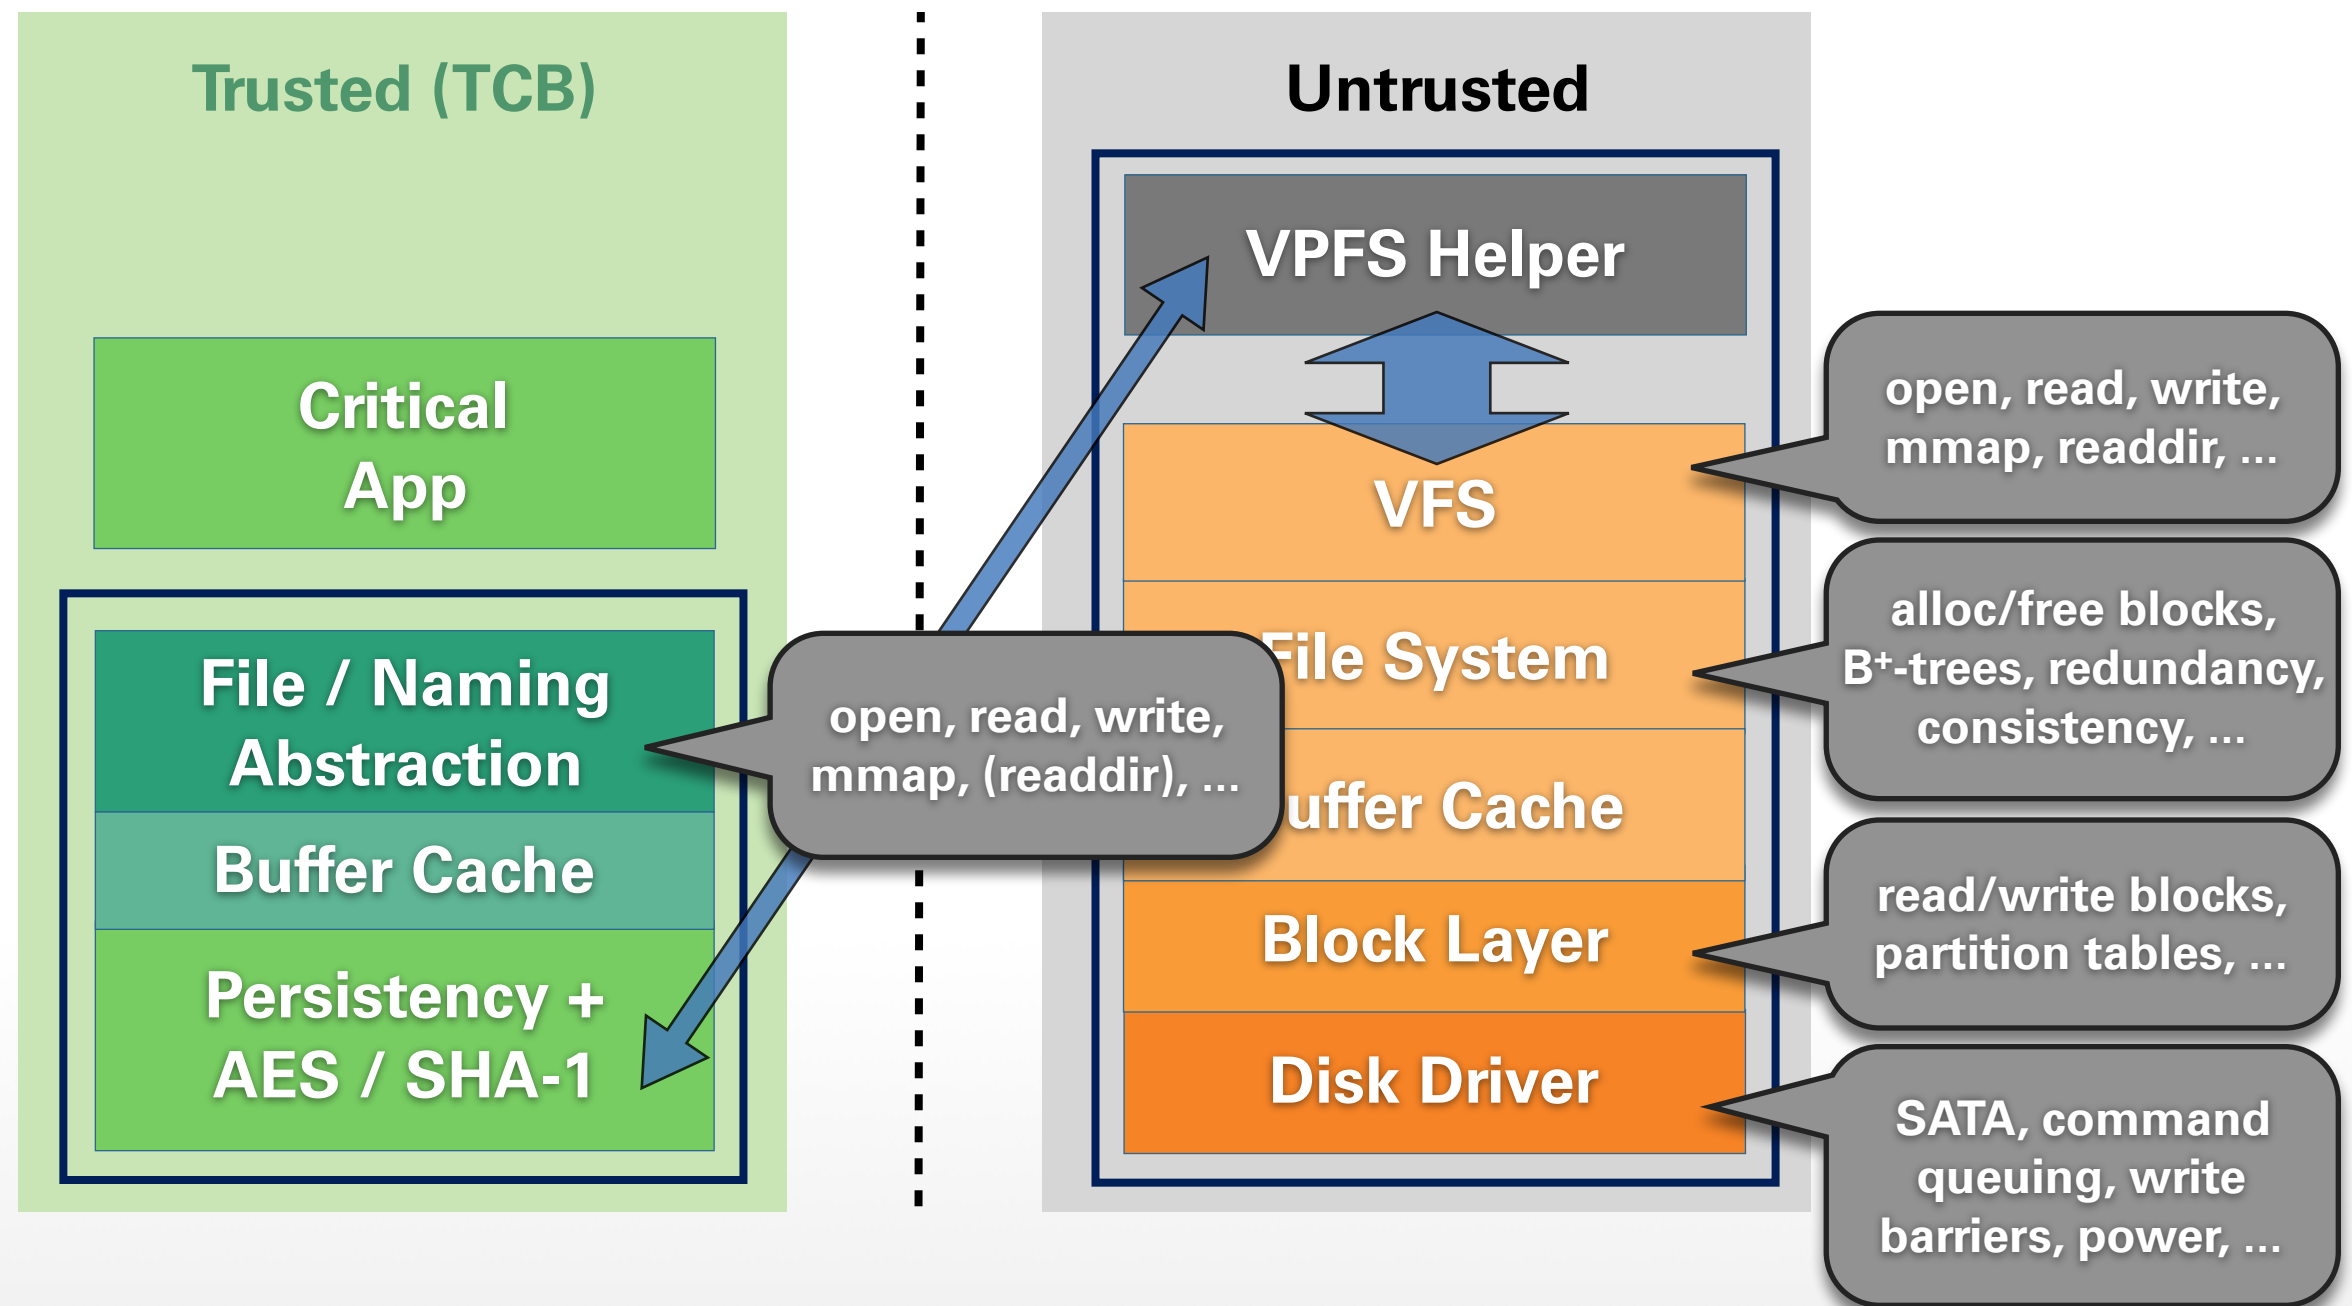 Trusted (TCB)
Critical
App
File / Naming
Abstraction
Buffer Cache
Persistency +
AES / SHA-1
open, read, write,
mmap, (readdir), ...
Untrusted
VPFS Helper
VFS
File System
uffer Cache
Block Layer
Disk Driver
open, read, write,
mmap, readdir, ...
alloc/free blocks,
B⁺-trees, redundancy,
consistency, ...
read/write blocks,
partition tables, ...
SATA, command
queuing, write
barriers, power, ...